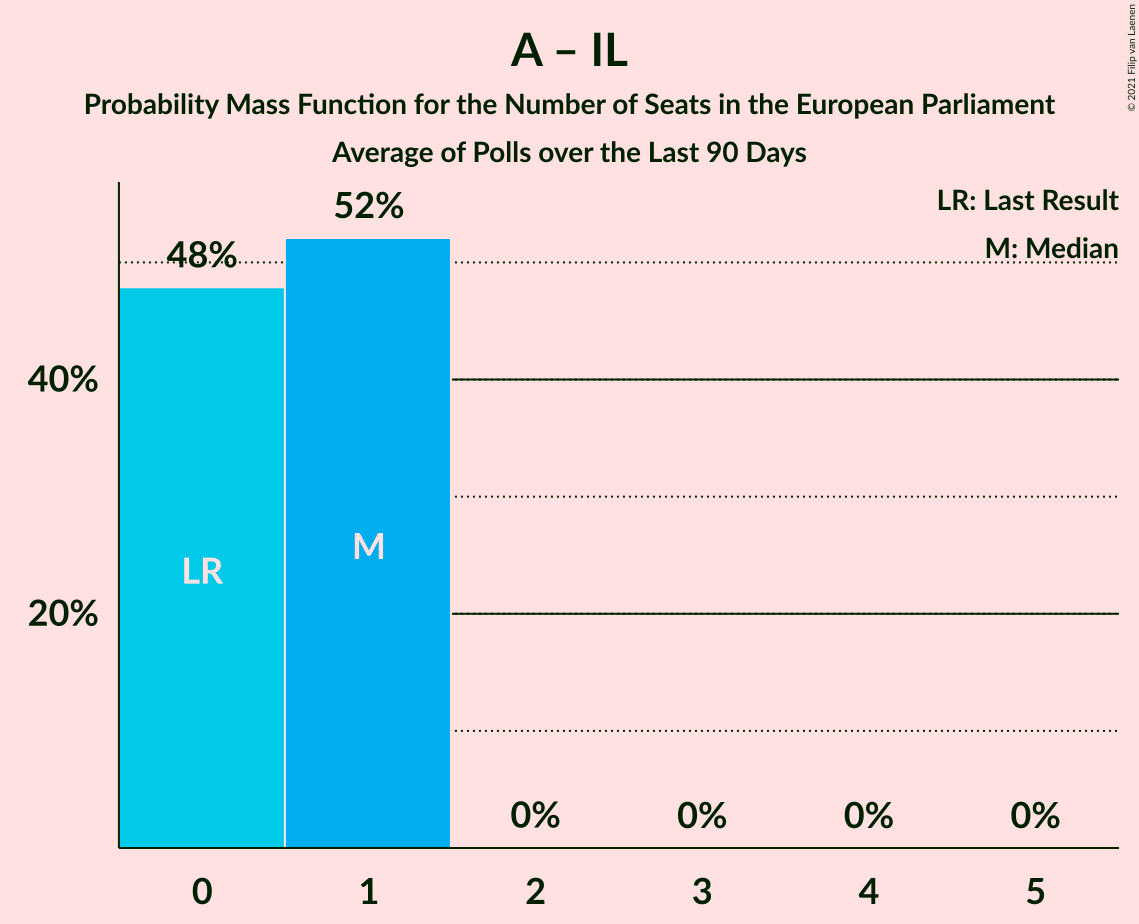 A – IL
Probability Mass Function for the Number of Seats in the European Parliament
Average of Polls over the Last 90 Days
© 2021 Filip van Laenen
LR: Last Result
M: Median
52%
48%
40%
20%
LR
M
0%
0%
0%
0%
0
1
2
3
4
5